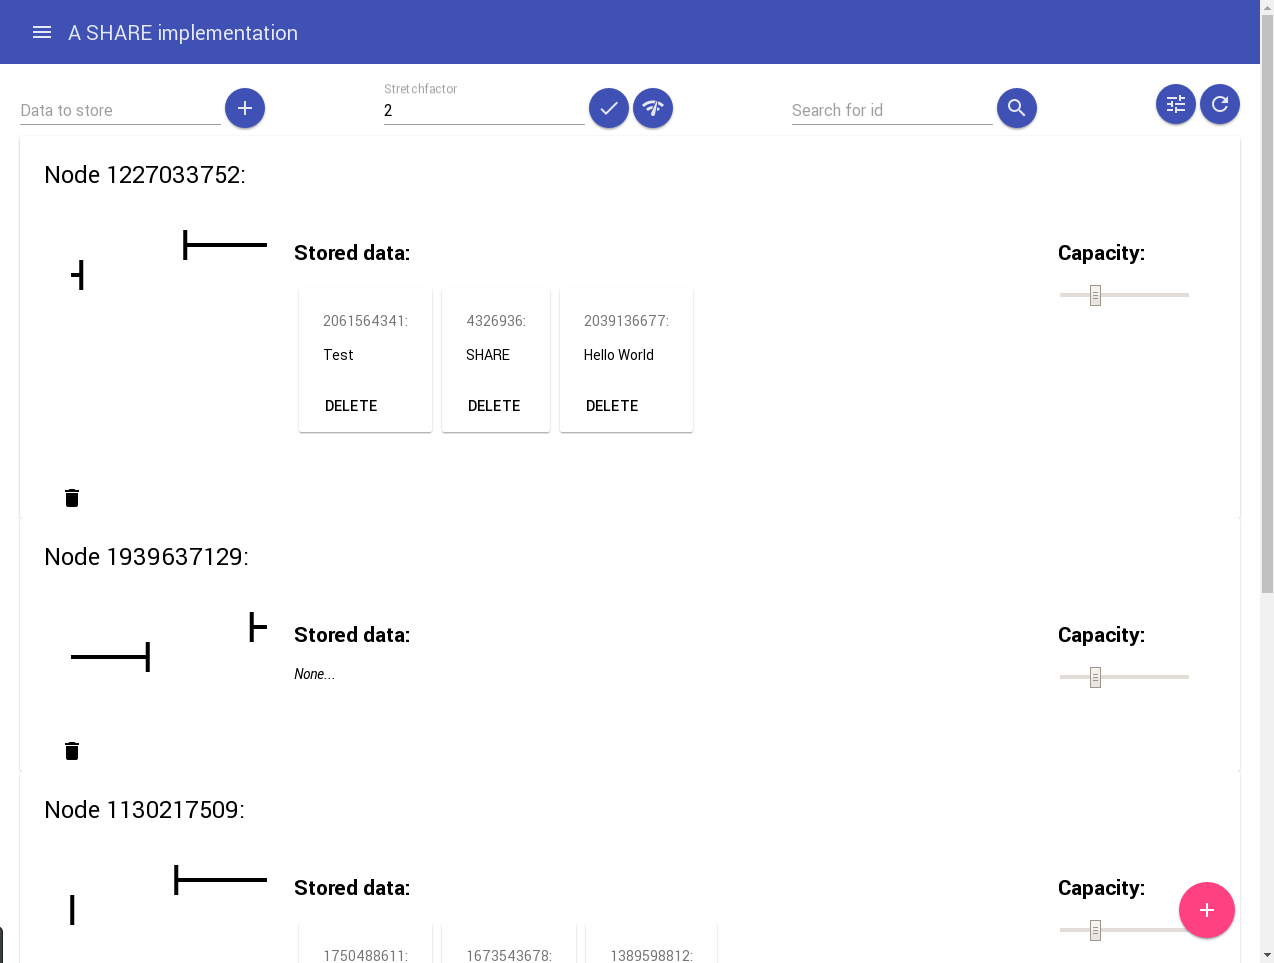 A SHARE implementation
Data to store
Stretchfactor
2
Search for id
Node 1227033752:
Stored data:
Capacity:
2061564341:
4326936:
2039136677:
Test
SHARE
Hello World
DELETE
DELETE
DELETE
Node 1939637129:
Stored data:
Capacity:
None...
Node 1130217509:
Stored data:
Capacity:
1750488611:
1673543678:
1389598812: